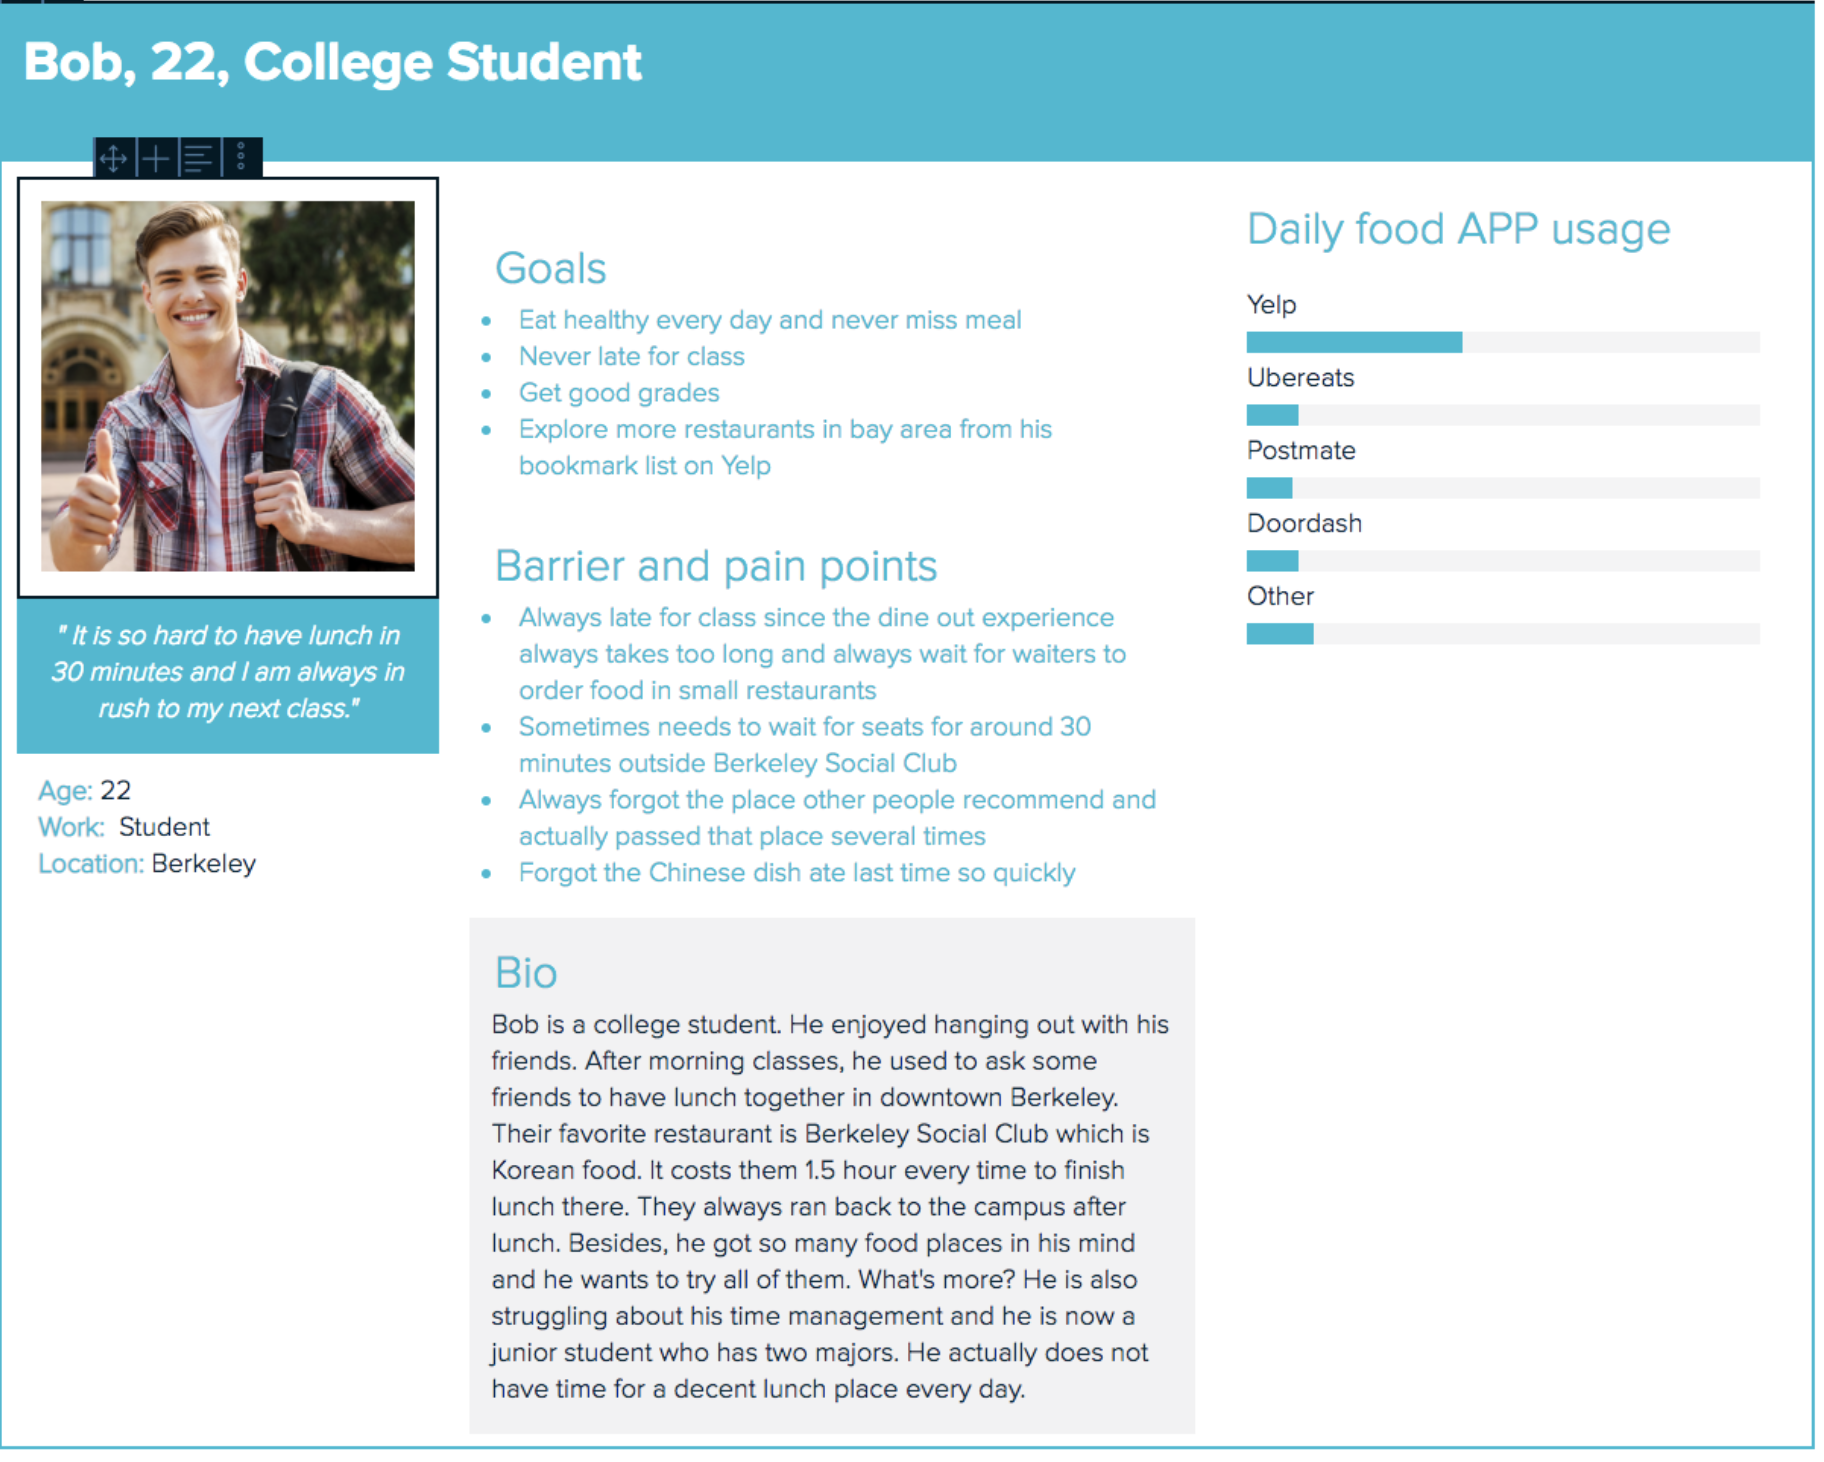 Bob, 22, College Student
" It is so hard to have lunch in
30 minutes and I am always in
rush to my next class."
Age: 22
Work: Student
Location: Berkeley
Goals
• Eat healthy every day and never miss meal
• Never late for class
• Get good grades
• Explore more restaurants in bay area from his
bookmark list on Yelp
Barrier and pain points
• Always late for class since the dine out experience
always takes too long and always wait for waiters to
order food in small restaurants
• Sometimes needs to wait for seats for around 30
minutes outside Berkeley Social Club
• Always forgot the place other people recommend and
actually passed that place several times
• Forgot the Chinese dish ate last time so quickly
Bio
Bob is a college student. He enjoyed hanging out with his
friends. After morning classes, he used to ask some
friends to have lunch together in downtown Berkeley.
Their favorite restaurant is Berkeley Social Club which is
Korean food. It costs them 1.5 hour every time to finish
lunch there. They always ran back to the campus after
lunch. Besides, he got so many food places in his mind
and he wants to try all of them. What's more? He is also
struggling about his time management and he is now a
junior student who has two majors. He actually does not
have time for a decent lunch place every day.
Daily food APP usage
Yelp
Ubereats
Postmate
Doordash
Other